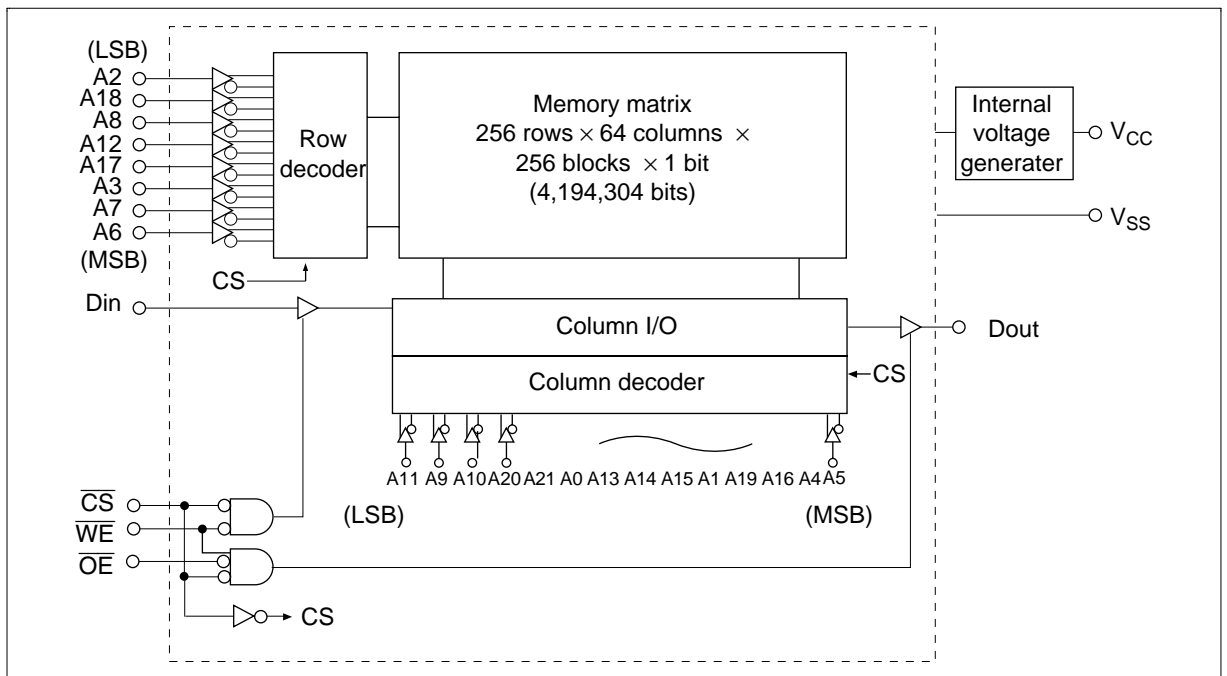 (LSB)
A2
A18
A8
A12
A17
A3
A7
A6
(MSB)
Row
decoder
CS
Memory matrix
256 rows × 64 columns ×
256 blocks × 1 bit
(4,194,304 bits)
Internal
voltage
generater
VCC
VSS
Din
Column I/O
Dout
Column decoder
CS
A11 A9 A10 A20 A21 A0 A13 A14 A15 A1 A19 A16 A4 A5
(LSB)
(MSB)
CS
WE
OE
CS